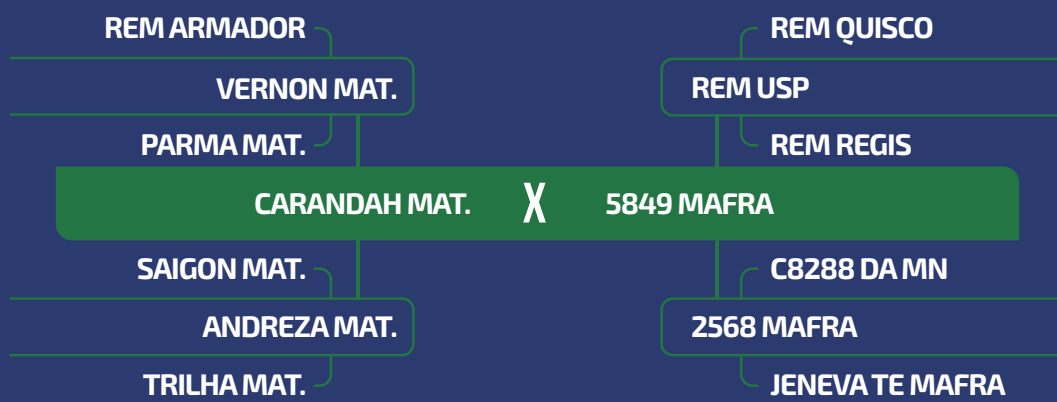 REM ARMADOR
REM QUISCO
VERNON MAT.
REM USP
PARMA MAT.
REM REGIS
CARANDAH MAT. X 5849 MAFRA
SAIGON MAT.
C8288 DA MN
ANDREZA MAT.
2568 MAFRA
TRILHA MAT.
JENEVA TE MAFRA